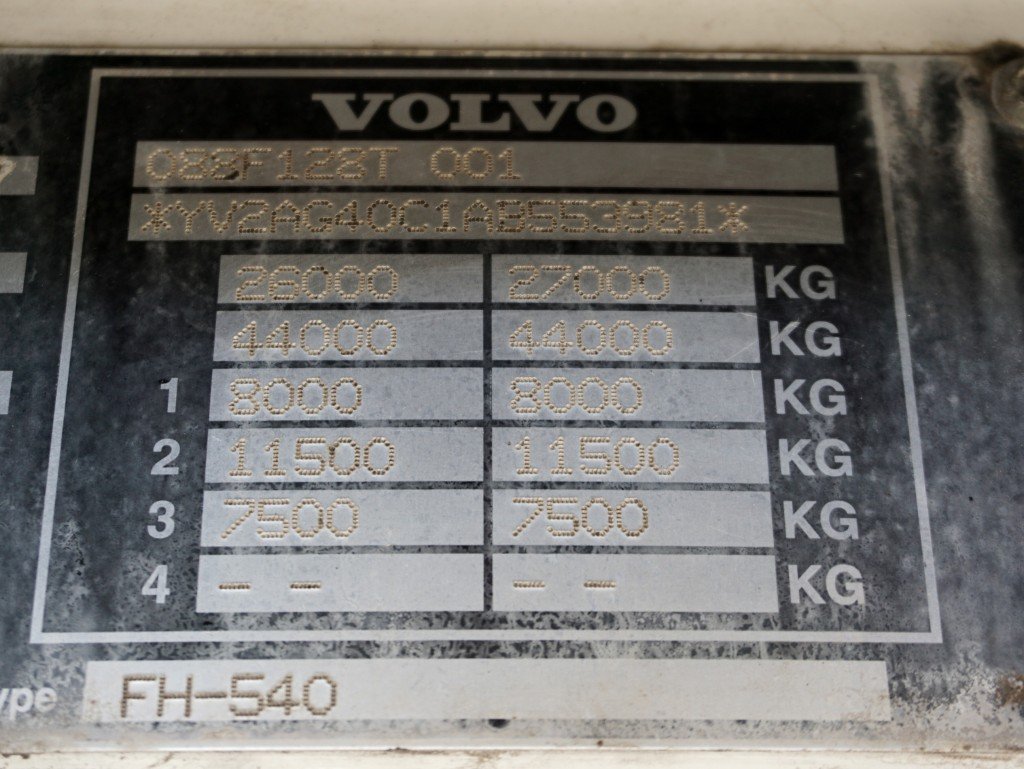 VOLVO
088F128T 001
*YV2AG40C1AB553981*
26000 27000 KG
44000 44000 KG
1 8000 8000 KG
2 11500 11500 KG
3 7500 7500 KG
4 -- -- KG
ype FH-540